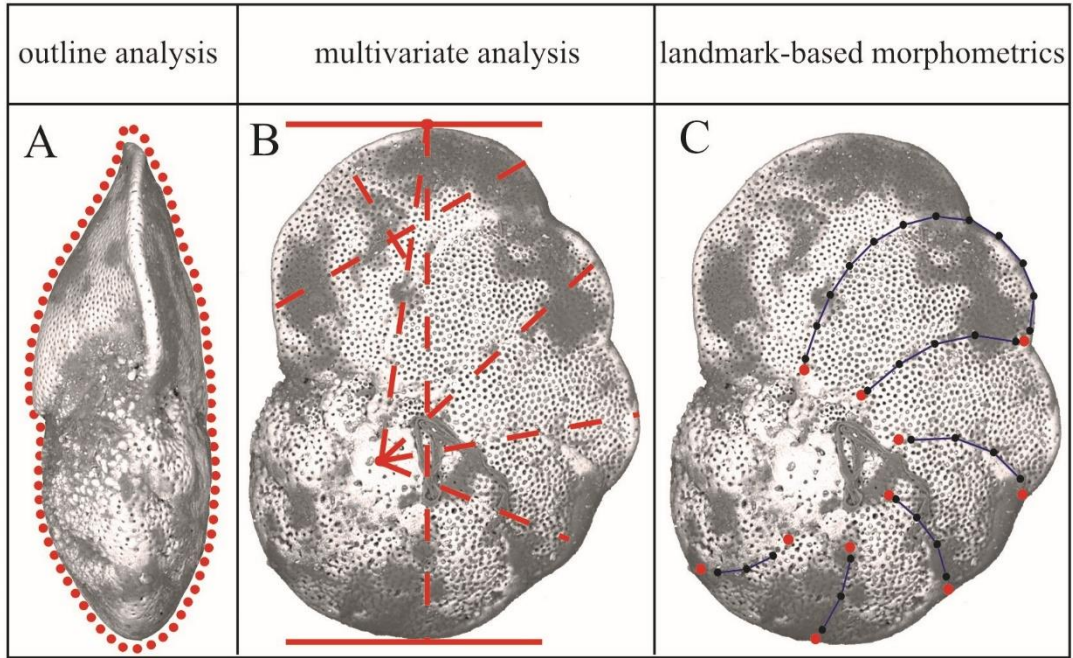 outline analysis
multivariate analysis
landmark-based morphometrics
A
B
C